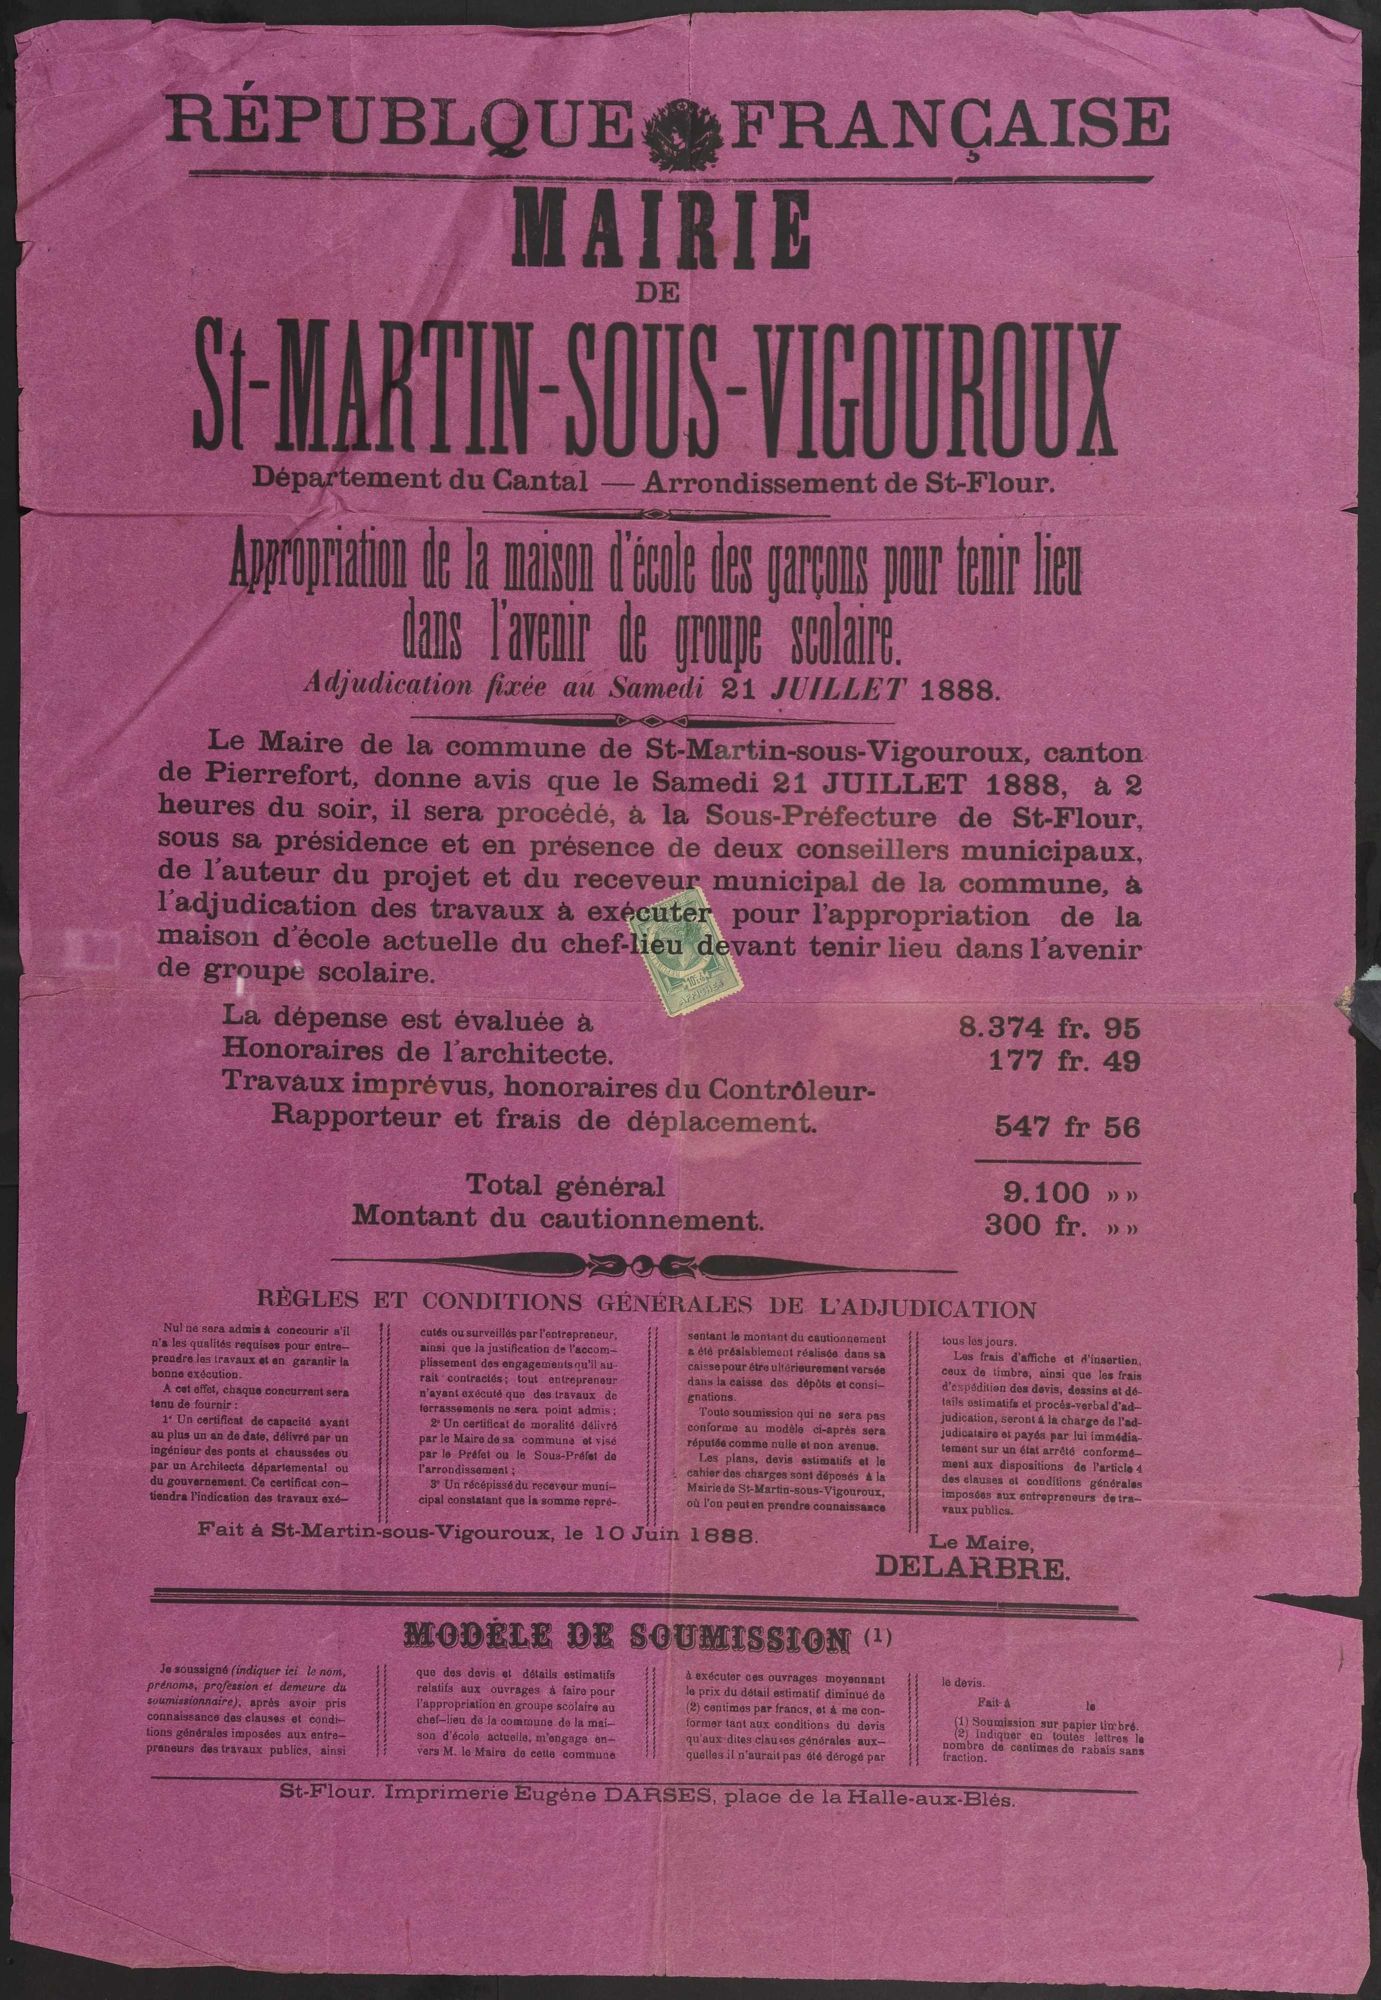 RÉPUBLQUE FRANÇAISE
MAIRIE
DE
St-MARTIN-SOUS-VIGOUROUX
Département du Cantal — Arrondissement de St-Flour.
Appropriation de la maison d'école des garçons pour tenir lieu
dans l'avenir de groupe scolaire.
Adjudication fixée au Samedi 21 JUILLET 1888.
Le Maire de la commune de St-Martin-sous-Vigouroux, canton
de Pierrefort, donne avis que le Samedi 21 JUILLET 1888, à 2
heures du soir, il sera procédé, à la Sous-Préfecture de St-Flour,
sous sa présidence et en présence de deux conseillers municipaux,
de l'auteur du projet et du receveur municipal de la commune, à
l'adjudication des travaux à exécuter pour l'appropriation de la
maison d'école actuelle du chef-lieu devant tenir lieu dans l'avenir
de groupe scolaire.
La dépense est évaluée à 8.374 fr. 95
Honoraires de l'architecte. 177 fr. 49
Travaux imprévus, honoraires du Contrôleur-
Rapporteur et frais de déplacement. 547 fr 56
Total général 9.100 »»
Montant du cautionnement. 300 fr. »»
RÈGLES ET CONDITIONS GÉNÉRALES DE L'ADJUDICATION
Nul ne sera admis à concourir s'il
n'a les qualités requises pour entre-
prendre les travaux et en garantir la
bonne exécution.
A cet effet, chaque concurrent sera
tenu de fournir :
1° Un certificat de capacité ayant
au plus un an de date, délivré par un
ingénieur des ponts et chaussées ou
par un Architecte départemental ou
du gouvernement. Ce certificat con-
tiendra l'indication des travaux exé-
cutés ou surveillés par l'entrepreneur,
ainsi que la justification de l'accom-
plissement des engagements qu'il au-
rait contractés ; tout entrepreneur
n'ayant exécuté que des travaux de
terrassements ne sera point admis ;
2° Un certificat de moralité délivré
par le Maire de sa commune et visé
par le Préfet ou le Sous-Préfet de
l'arrondissement ;
3° Un récépissé du receveur muni-
cipal constatant que la somme repré-
sentant le montant du cautionnement
a été préalablement réalisée dans sa
caisse pour être ultérieurement versée
dans la caisse des dépôts et consi-
gnations.
Toute soumission qui ne sera pas
conforme au modèle ci-après sera
réputée comme nulle et non avenue.
Les plans, devis estimatifs et le
cahier des charges sont déposés à la
Mairie de St-Martin-sous-Vigouroux,
où l'on peut en prendre connaissance
tous les jours.
Les frais d'affiche et d'insertion,
ceux de timbre, ainsi que les frais
d'expédition des devis, dessins et dé-
tails estimatifs et procès-verbal d'ad-
judication, seront à la charge de l'ad-
judicataire et payés par lui immédia-
tement sur un état arrêté conformé-
ment aux dispositions de l'article 4
des clauses et conditions générales
imposées aux entrepreneurs de tra-
vaux publics.
Fait à St-Martin-sous-Vigouroux, le 10 Juin 1888.
Le Maire,
DELARBRE.
MODÈLE DE SOUMISSION (1)
Je soussigné (indiquer ici le nom,
prénoms, profession et demeure du
soumissionnaire), après avoir pris
connaissance des clauses et condi-
tions générales imposées aux entre-
preneurs des travaux publics, ainsi
que des devis et détails estimatifs
relatifs aux ouvrages à faire pour
l'appropriation en groupe scolaire au
chef-lieu de la commune de la mai-
son d'école actuelle, m'engage en-
vers M. le Maire de cette commune
à exécuter ces ouvrages moyennant
le prix du détail estimatif diminué de
(2) centimes par francs, et à me con-
former tant aux conditions du devis
qu'aux dites clauses générales aux-
quelles il n'aurait pas été dérogé par
le devis.
Fait à le
(1) Soumission sur papier timbré.
(2) Indiquer en toutes lettres le
nombre de centimes de rabais sans
fraction.
St-Flour. Imprimerie Eugène DARSES, place de la Halle-aux-Blés.
AFFICHES